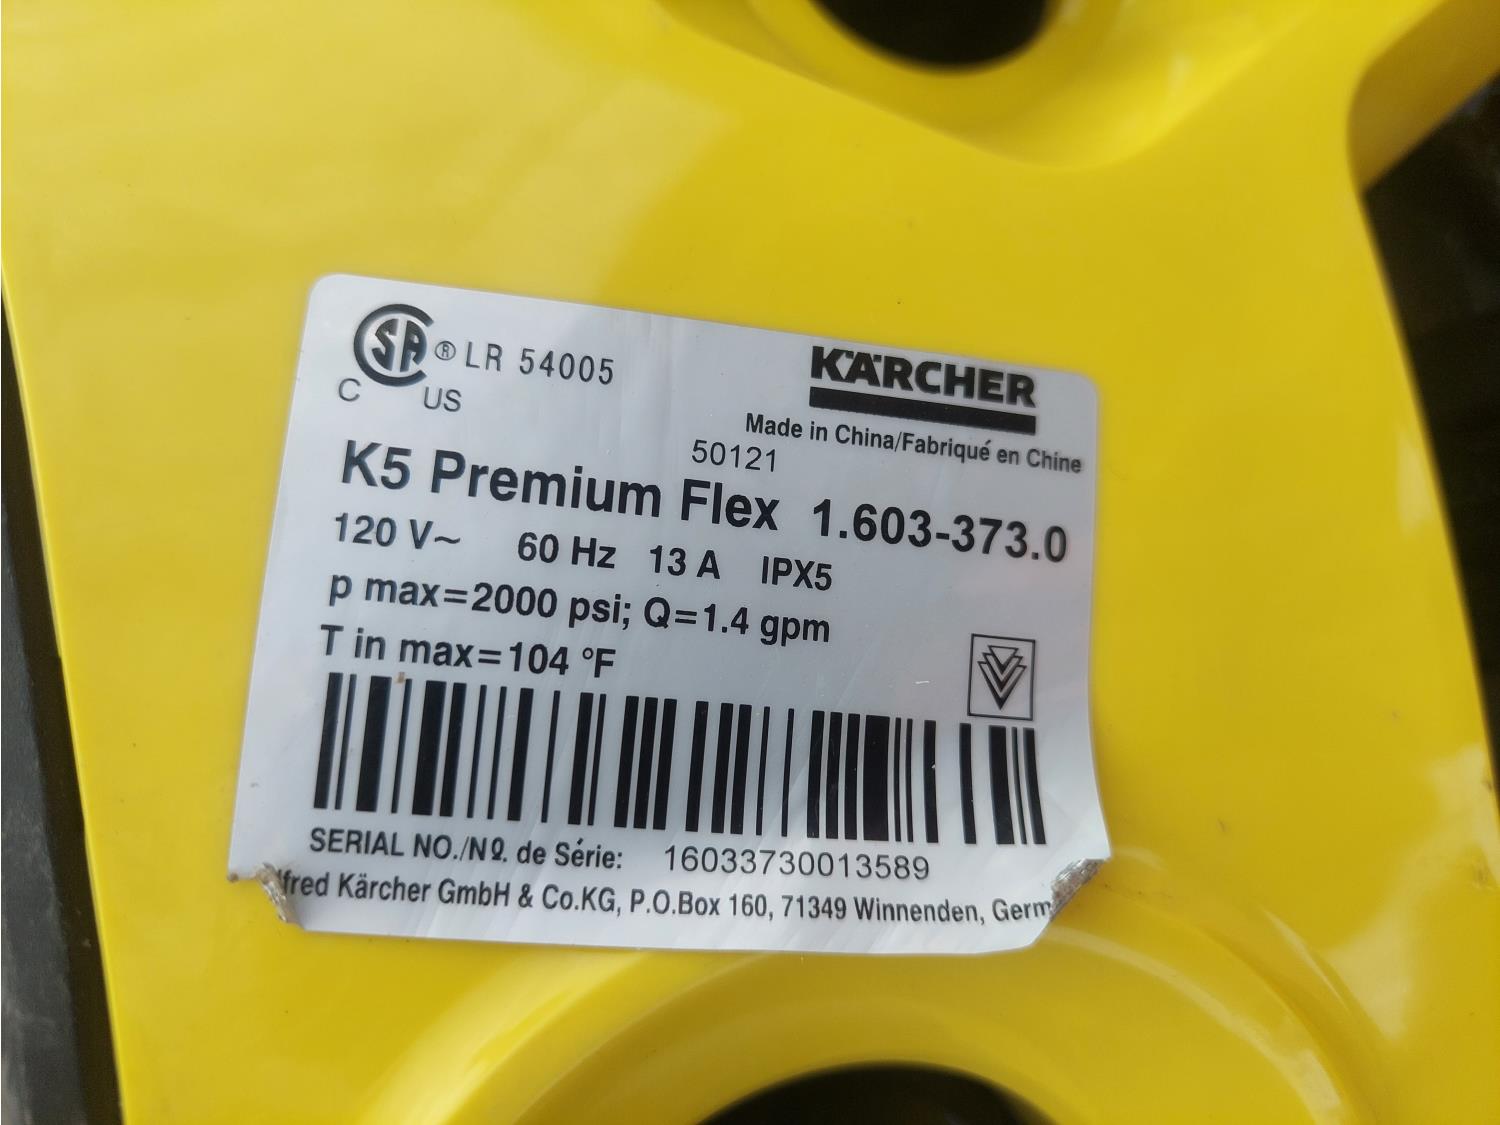 SA ® LR 54005
C US
KÄRCHER
Made in China/Fabriqué en Chine
50121
K5 Premium Flex 1.603-373.0
120 V~ 60 Hz 13 A IPX5
p max=2000 psi; Q=1.4 gpm
T in max=104 °F
SERIAL NO./Nº. de Série: 16033730013589
lfred Kärcher GmbH & Co.KG, P.O.Box 160, 71349 Winnenden, Germ